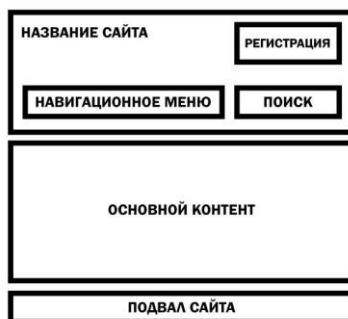 НАЗВАНИЕ САЙТА
РЕГИСТРАЦИЯ
НАВИГАЦИОННОЕ МЕНЮ
ПОИСК
ОСНОВНОЙ КОНТЕНТ
ПОДВАЛ САЙТА